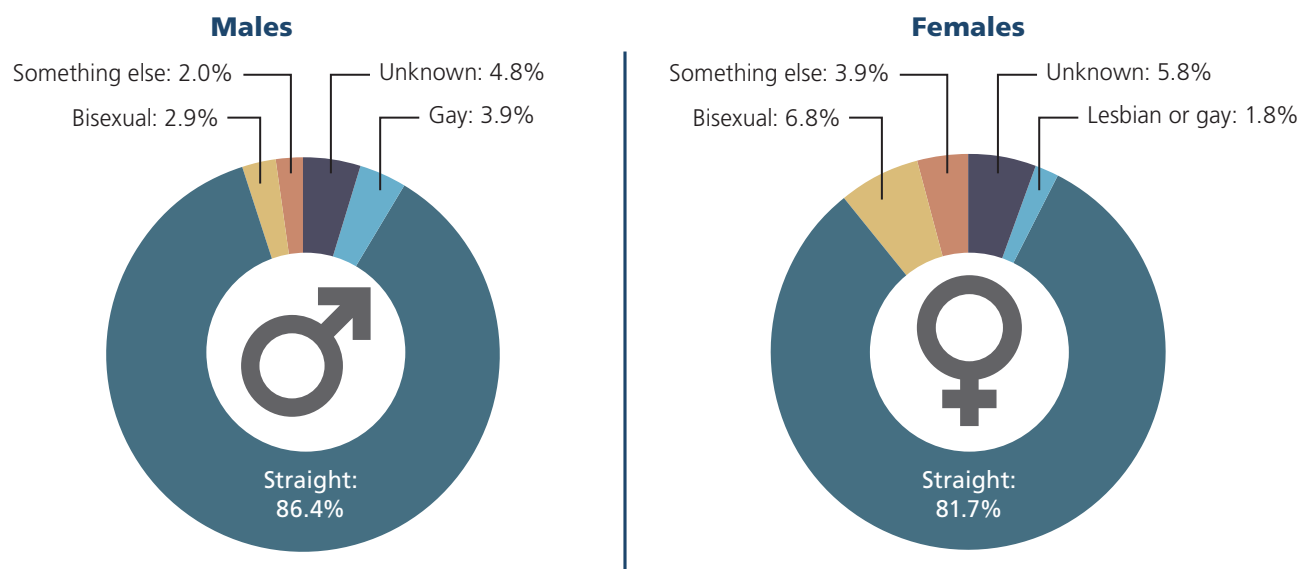 Males
Something else: 2.0%
Unknown: 4.8%
Bisexual: 2.9%
Gay: 3.9%
Straight:
86.4%
Females
Something else: 3.9%
Unknown: 5.8%
Bisexual: 6.8%
Lesbian or gay: 1.8%
Straight:
81.7%